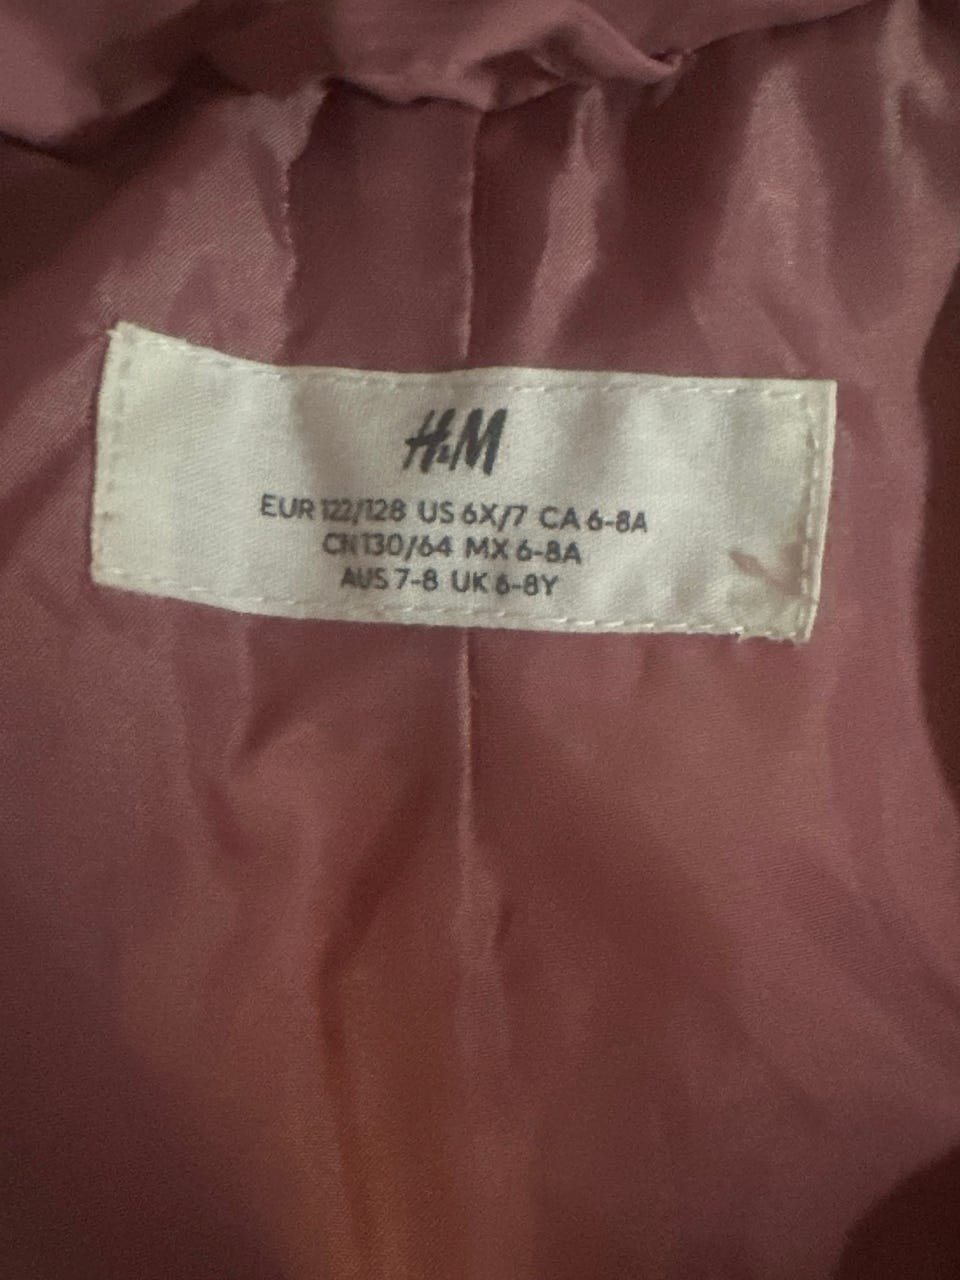 H&M
EUR 122/128 US 6X/7 CA 6-8A
CN 130/64 MX 6-8A
AUS 7-8 UK 6-8Y